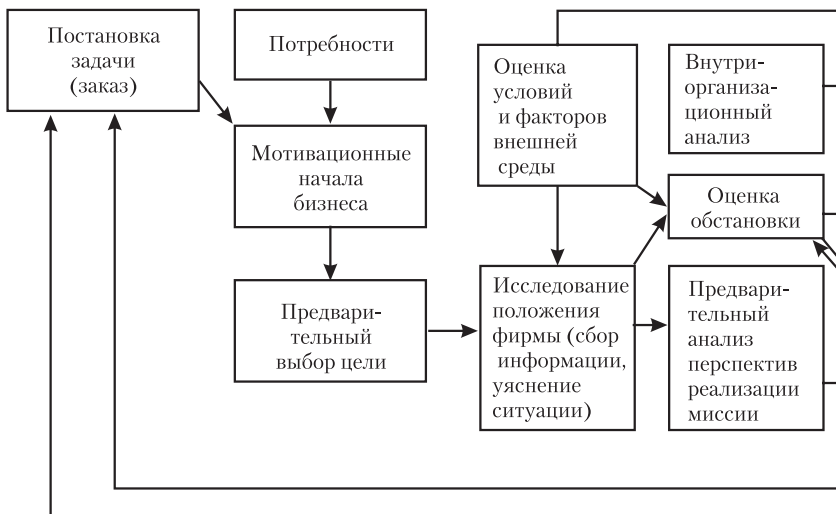 Постановка
задачи
(заказ)
Потребности
Мотивационные
начала
бизнеса
Предвари-
тельный
выбор цели
Оценка
условий
и факторов
внешней
среды
Исследование
положения
фирмы (сбор
информации,
уяснение
ситуации)
Внутри-
организа-
ционный
анализ
Оценка
обстановки
Предвари-
тельный
анализ
перспектив
реализации
миссии